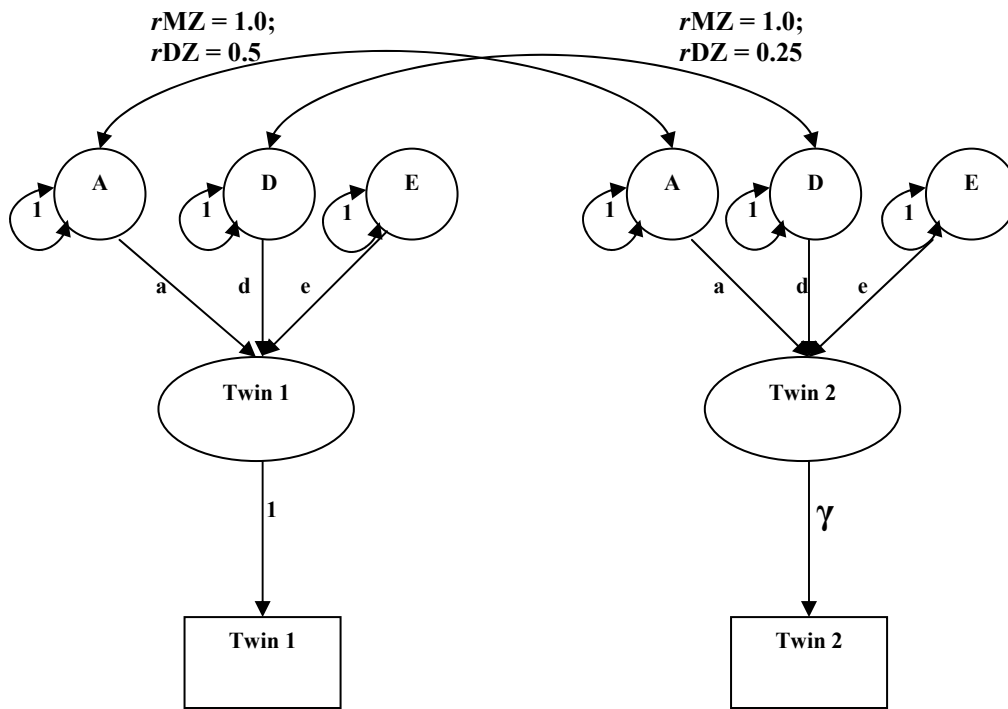 rMZ = 1.0;
rDZ = 0.5
rMZ = 1.0;
rDZ = 0.25
A
D
E
A
D
E
1
1
1
1
1
1
a
d
e
a
d
e
Twin 1
Twin 2
1
γ
Twin 1
Twin 2